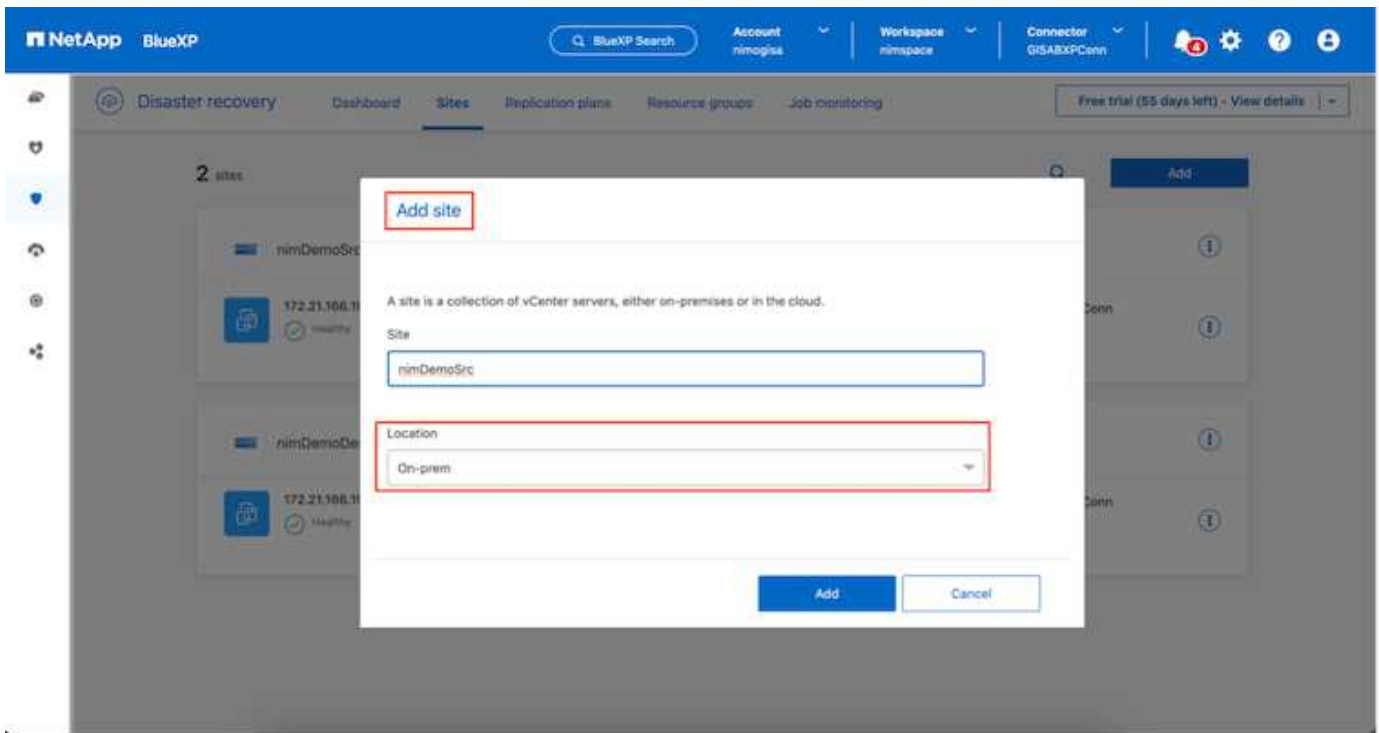 NetApp BlueXP
BlueXP Search
Account
nimogisa
Workspace
nimspace
Connector
GISABXPConn
4
Disaster recovery
Dashboard
Sites
Replication plans
Resource groups
Job monitoring
Free trial (55 days left) - View details
2 sites
Add
Add site
nimDemoSrc
172.21.166.1
Healthy
Conn
A site is a collection of vCenter servers, either on-premises or in the cloud.
Site
nimDemoSrc
Location
On-prem
nimDemoDe
172.21.166.1
Healthy
Conn
Add
Cancel